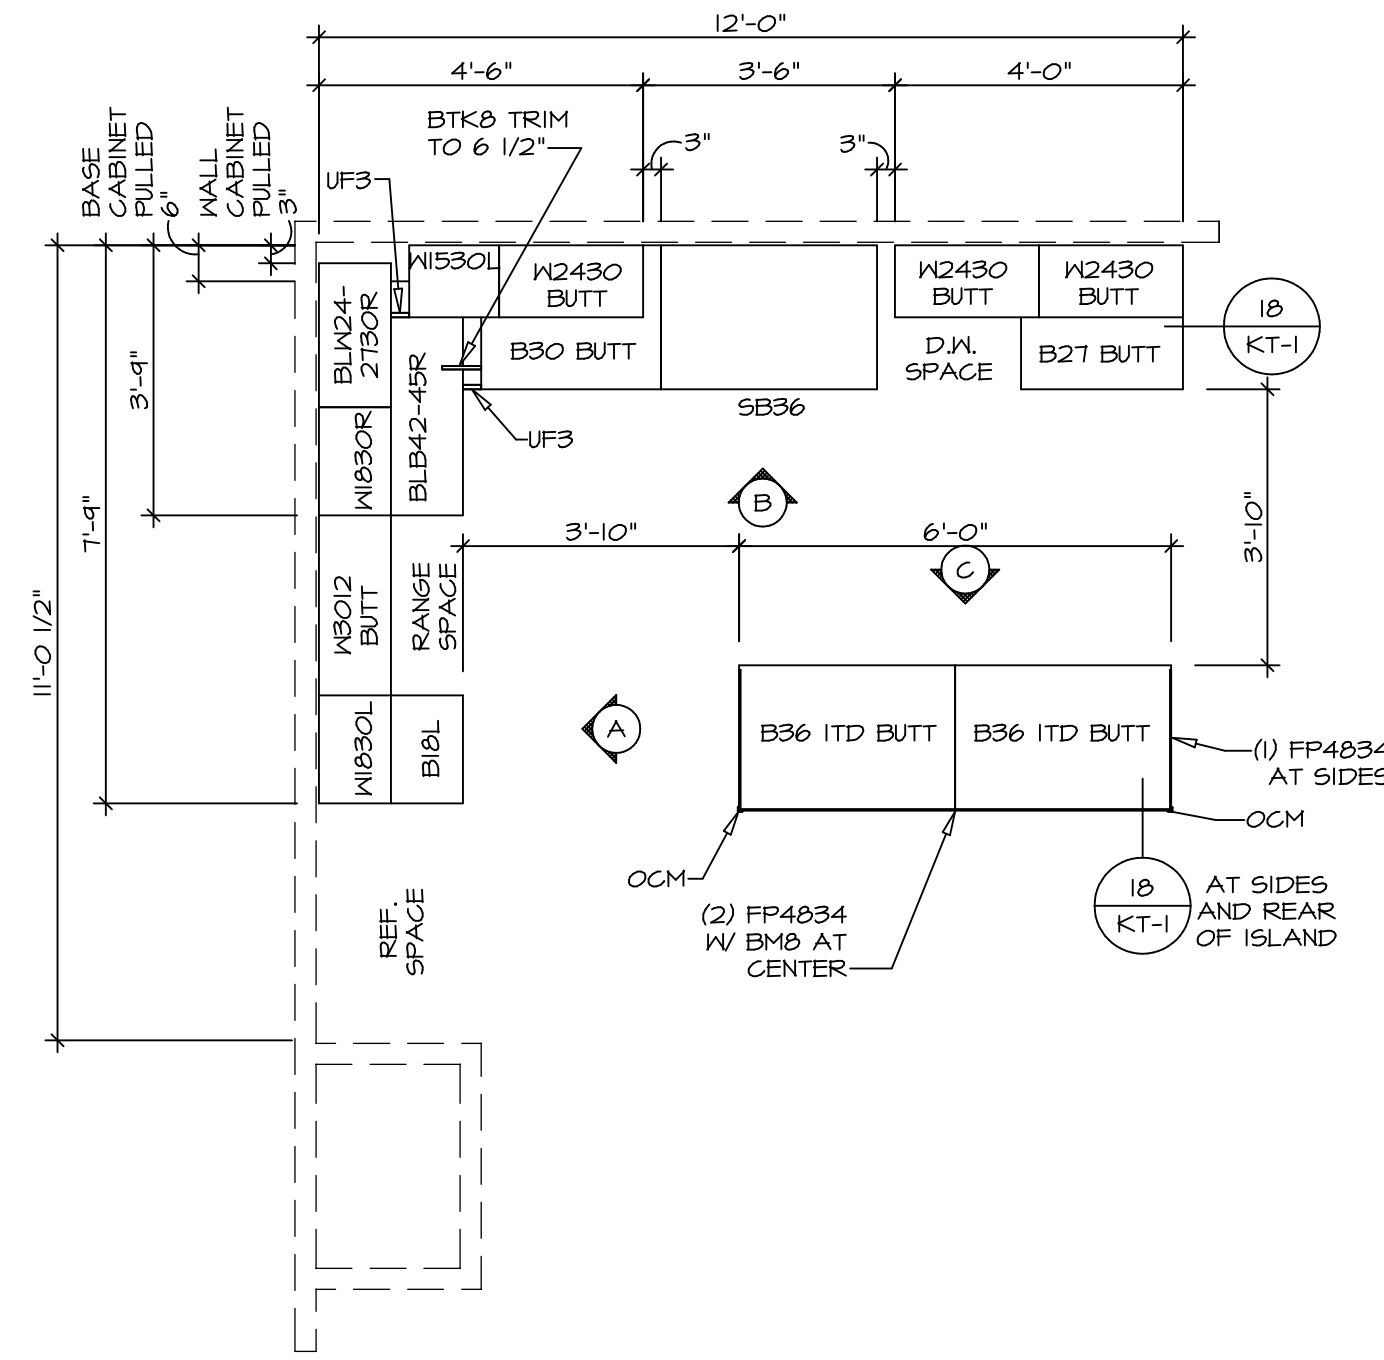 12'-0"
4'-6"
3'-6"
4'-0"
BTK8 TRIM
TO 6 1/2"
3"
3"
UF3
BASE
CABINET
PULLED
6"
WALL
CABINET
PULLED
3"
W1530L
W2430
BUTT
W2430
BUTT
W2430
BUTT
18
KT-1
BLW24-
2730R
BLB42-45R
B30 BUTT
D.W.
SPACE
B27 BUTT
SB36
UF3
3'-9"
W1830R
B
7'-9"
3'-10"
6'-0"
3'-10"
C
11'-0 1/2"
W3012
BUTT
RANGE
SPACE
A
W1830L
B18L
B36 1TD BUTT
B36 1TD BUTT
(1) FP4834
AT SIDES
OCM
OCM
(2) FP4834
W/ BM8 AT
CENTER
18
KT-1
AT SIDES
AND REAR
OF ISLAND
REF.
SPACE